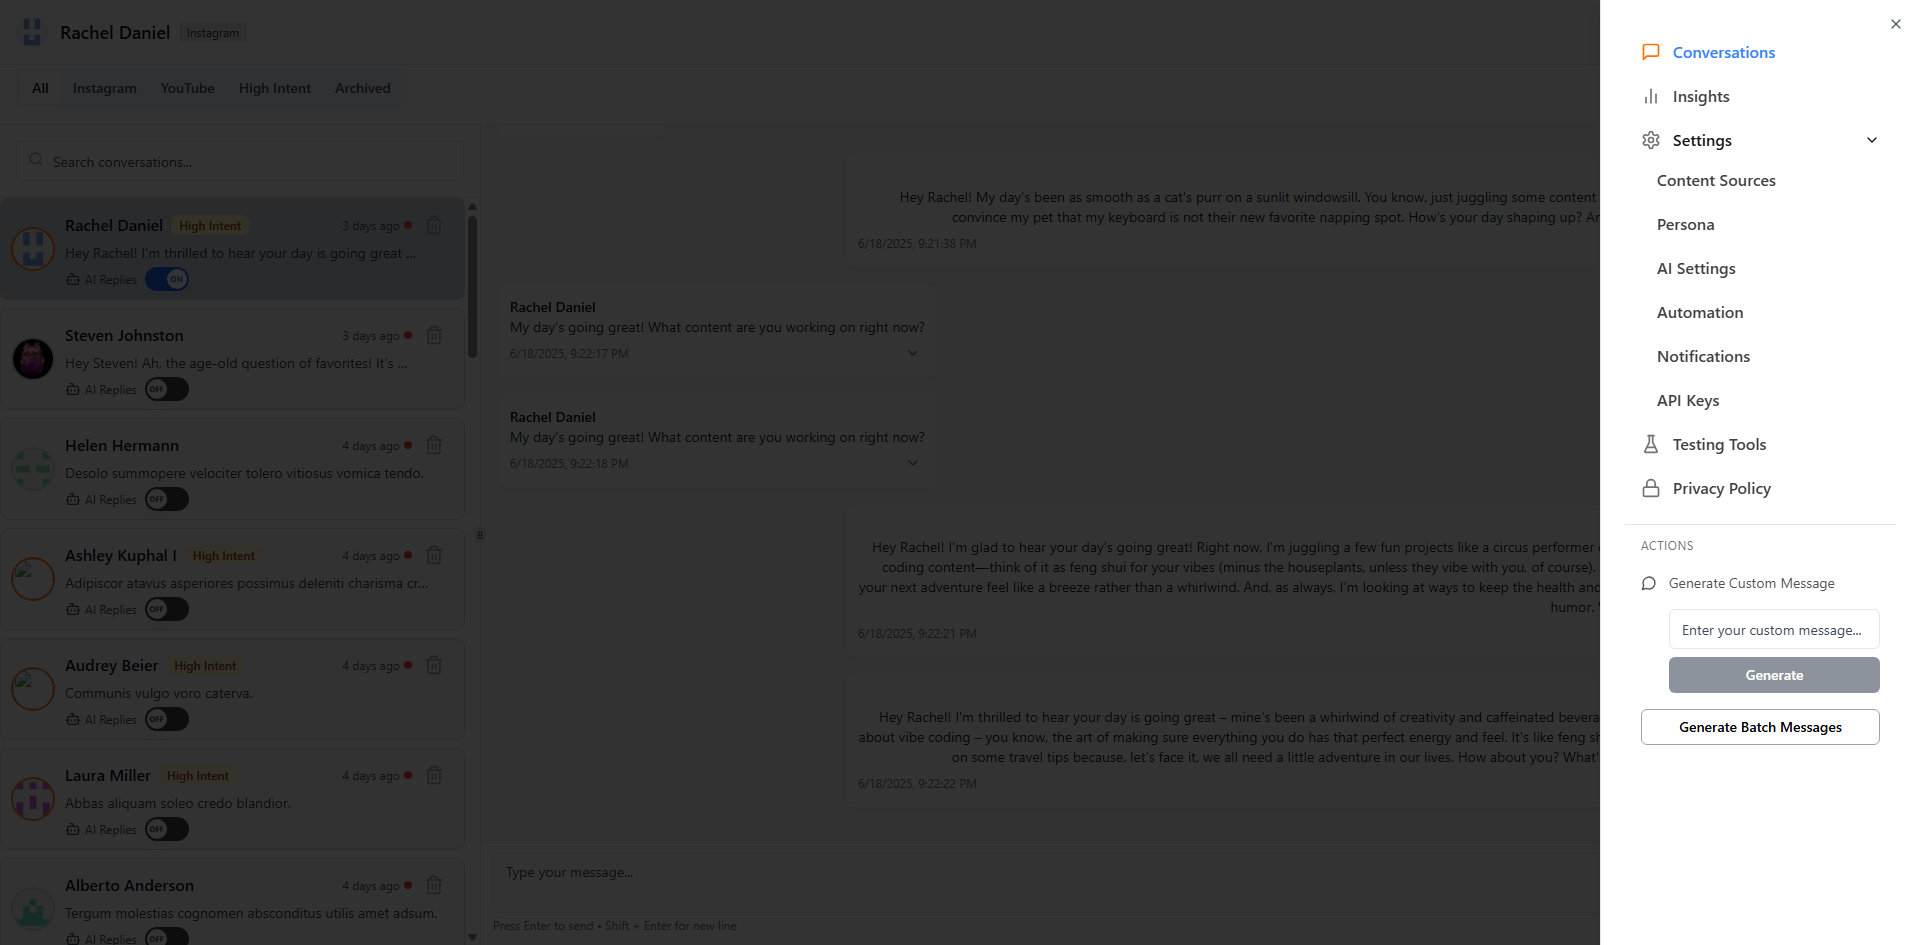 Rachel Daniel Instagram
All Instagram YouTube High Intent Archived
Search conversations...
Rachel Daniel High Intent 3 days ago
Hey Rachel! I'm thrilled to hear your day is going great ...
AI Replies ON
Steven Johnston 3 days ago
Hey Steven! Ah, the age-old question of favorites! It's ...
AI Replies OFF
Helen Hermann 4 days ago
Desolo summopere velociter tolero vitiosus vomica tendo.
AI Replies OFF
Ashley Kuphal I High Intent 4 days ago
Adipiscor atavus asperiores possimus deleniti charisma cr...
AI Replies OFF
Audrey Beier High Intent 4 days ago
Communis vulgo voro caterva.
AI Replies OFF
Laura Miller High Intent 4 days ago
Abbas aliquam soleo credo blandior.
AI Replies OFF
Alberto Anderson 4 days ago
Tergum molestias cognomen absconditus utilis amet adsum.
AI Replies OFF
Hey Rachel! My day's been as smooth as a cat's purr on a sunlit windowsill. You know, just juggling some content
convince my pet that my keyboard is not their new favorite napping spot. How's your day shaping up?
6/18/2025, 9:21:38 PM
Rachel Daniel
My day's going great! What content are you working on right now?
6/18/2025, 9:22:17 PM
Rachel Daniel
My day's going great! What content are you working on right now?
6/18/2025, 9:22:18 PM
Hey Rachel! I'm glad to hear your day's going great! Right now, I'm juggling a few fun projects like a circus performer
coding content—think of it as feng shui for your vibes (minus the houseplants, unless they vibe with you, of course).
your next adventure feel like a breeze rather than a whirlwind. And, as always, I'm looking at ways to keep the health
humor.
6/18/2025, 9:22:21 PM
Hey Rachel! I'm thrilled to hear your day is going great – mine's been a whirlwind of creativity and caffeinated
about vibe coding – you know, the art of making sure everything you do has that perfect energy and feel. It's like feng
on some travel tips because, let's face it, we all need a little adventure in our lives. How about you?
6/18/2025, 9:22:22 PM
Type your message...
Press Enter to send • Shift + Enter for new line
Conversations
Insights
Settings
Content Sources
Persona
AI Settings
Automation
Notifications
API Keys
Testing Tools
Privacy Policy
ACTIONS
Generate Custom Message
Enter your custom message...
Generate
Generate Batch Messages